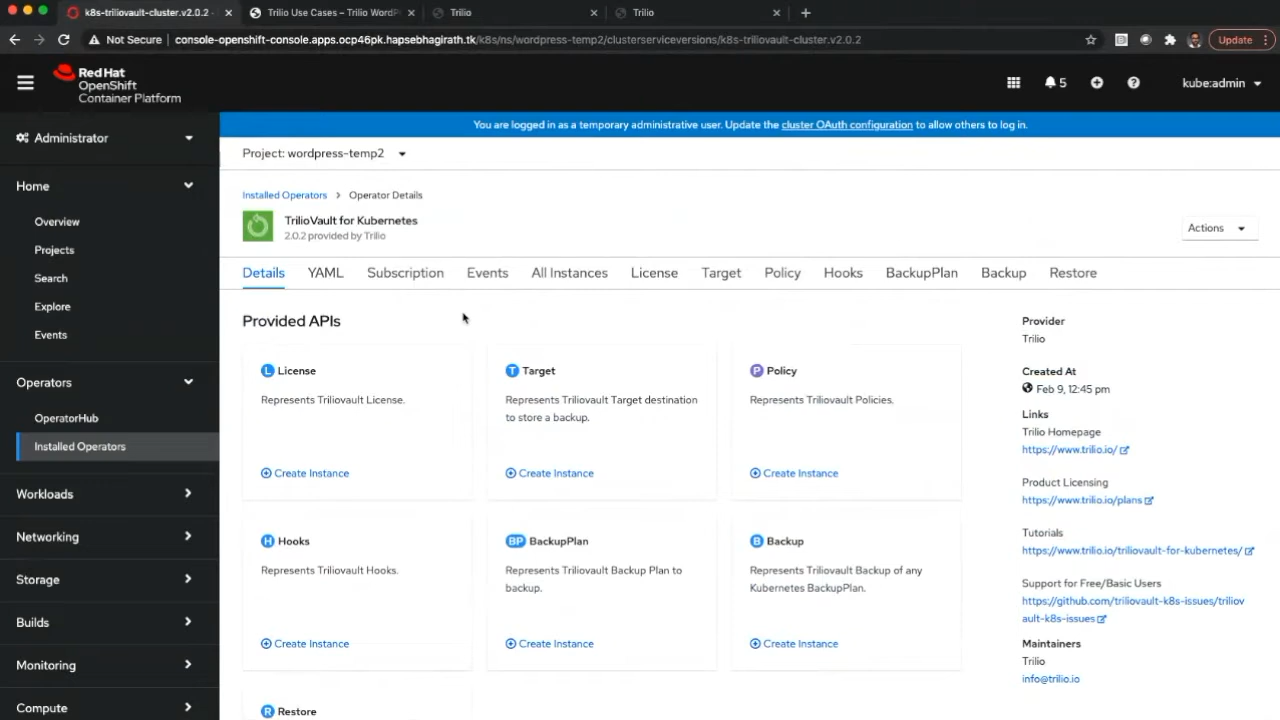 k8s-triliovault-cluster.v2.0.2 -
Trilio Use Cases – Trilio WordP
Trilio
Trilio
Not Secure
console-openshift-console.apps.ocp46pk.hapsebhagirath.tk/k8s/ns/wordpress-temp2/clusterserviceversions/k8s-triliovault-cluster.v2.0.2
Update
Red Hat
OpenShift
Container Platform
5
kube:admin
Administrator
Home
Overview
Projects
Search
Explore
Events
Operators
OperatorHub
Installed Operators
Workloads
Networking
Storage
Builds
Monitoring
Compute
You are logged in as a temporary administrative user. Update the cluster OAuth configuration to allow others to log in.
Project: wordpress-temp2
Installed Operators > Operator Details
TrilioVault for Kubernetes
2.0.2 provided by Trilio
Actions
Details YAML Subscription Events All Instances License Target Policy Hooks BackupPlan Backup Restore
Provided APIs
L License
Represents Triliovault License.
Create Instance
T Target
Represents Triliovault Target destination
to store a backup.
Create Instance
P Policy
Represents Triliovault Policies.
Create Instance
H Hooks
Represents Triliovault Hooks.
Create Instance
BP BackupPlan
Represents Triliovault Backup Plan to
backup.
Create Instance
B Backup
Represents Triliovault Backup of any
Kubernetes BackupPlan.
Create Instance
R Restore
Provider
Trilio
Created At
Feb 9, 12:45 pm
Links
Trilio Homepage
https://www.trilio.io/
Product Licensing
https://www.trilio.io/plans
Tutorials
https://www.trilio.io/triliovault-for-kubernetes/
Support for Free/Basic Users
https://github.com/triliovault-k8s-issues/triliov
ault-k8s-issues
Maintainers
Trilio
info@trilio.io